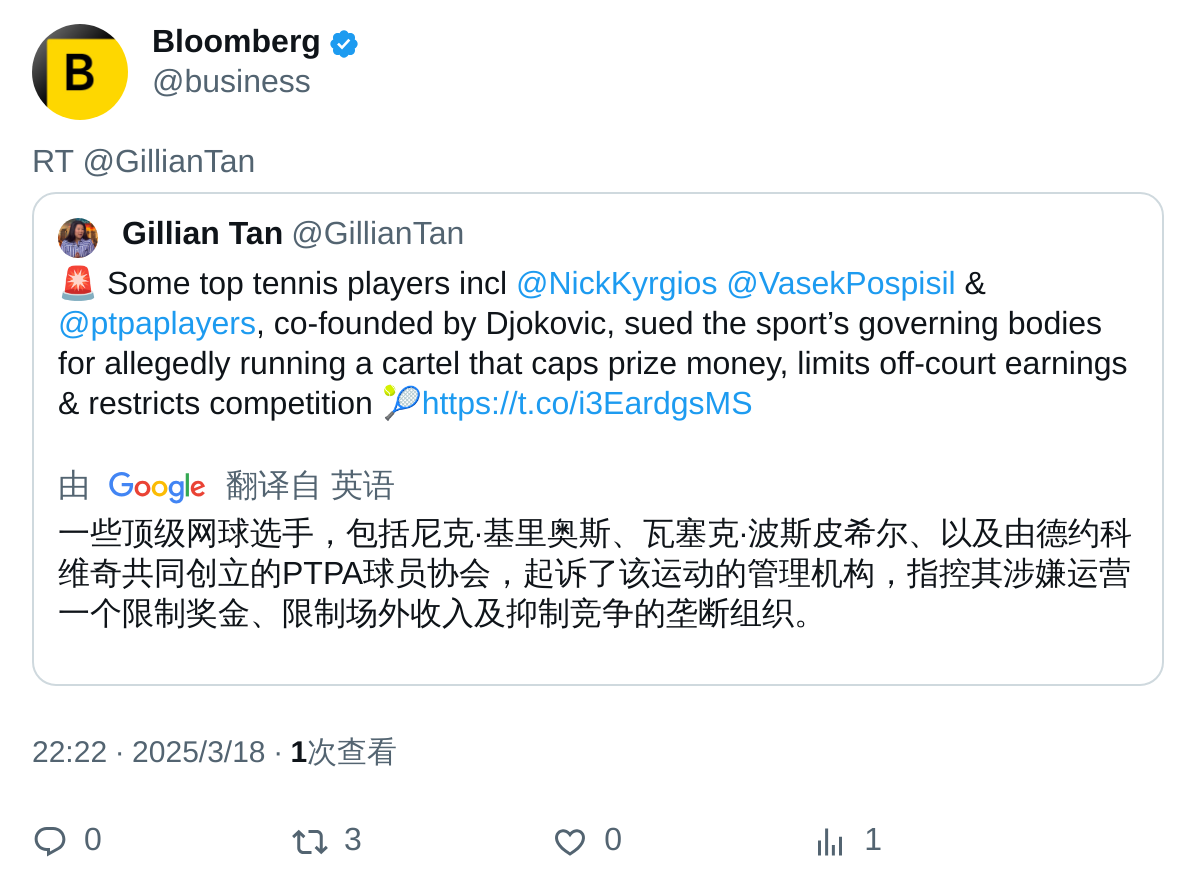 B
Bloomberg
@business
RT @GillianTan
Gillian Tan @GillianTan
🚨 Some top tennis players incl @NickKyrgios @VasekPospisil &
@ptpaplayers, co-founded by Djokovic, sued the sport’s governing bodies
for allegedly running a cartel that caps prize money, limits off-court earnings
& restricts competition 🎾https://t.co/i3EardgsMS
由 Google 翻译自 英语
一些顶级网球选手，包括尼克·基里奥斯、瓦塞克·波斯皮希尔、以及由德约科
维奇共同创立的PTPA球员协会，起诉了该运动的管理机构，指控其涉嫌运营
一个限制奖金、限制场外收入及抑制竞争的垄断组织。
22:22 · 2025/3/18 · 1次查看
0 3 0 1